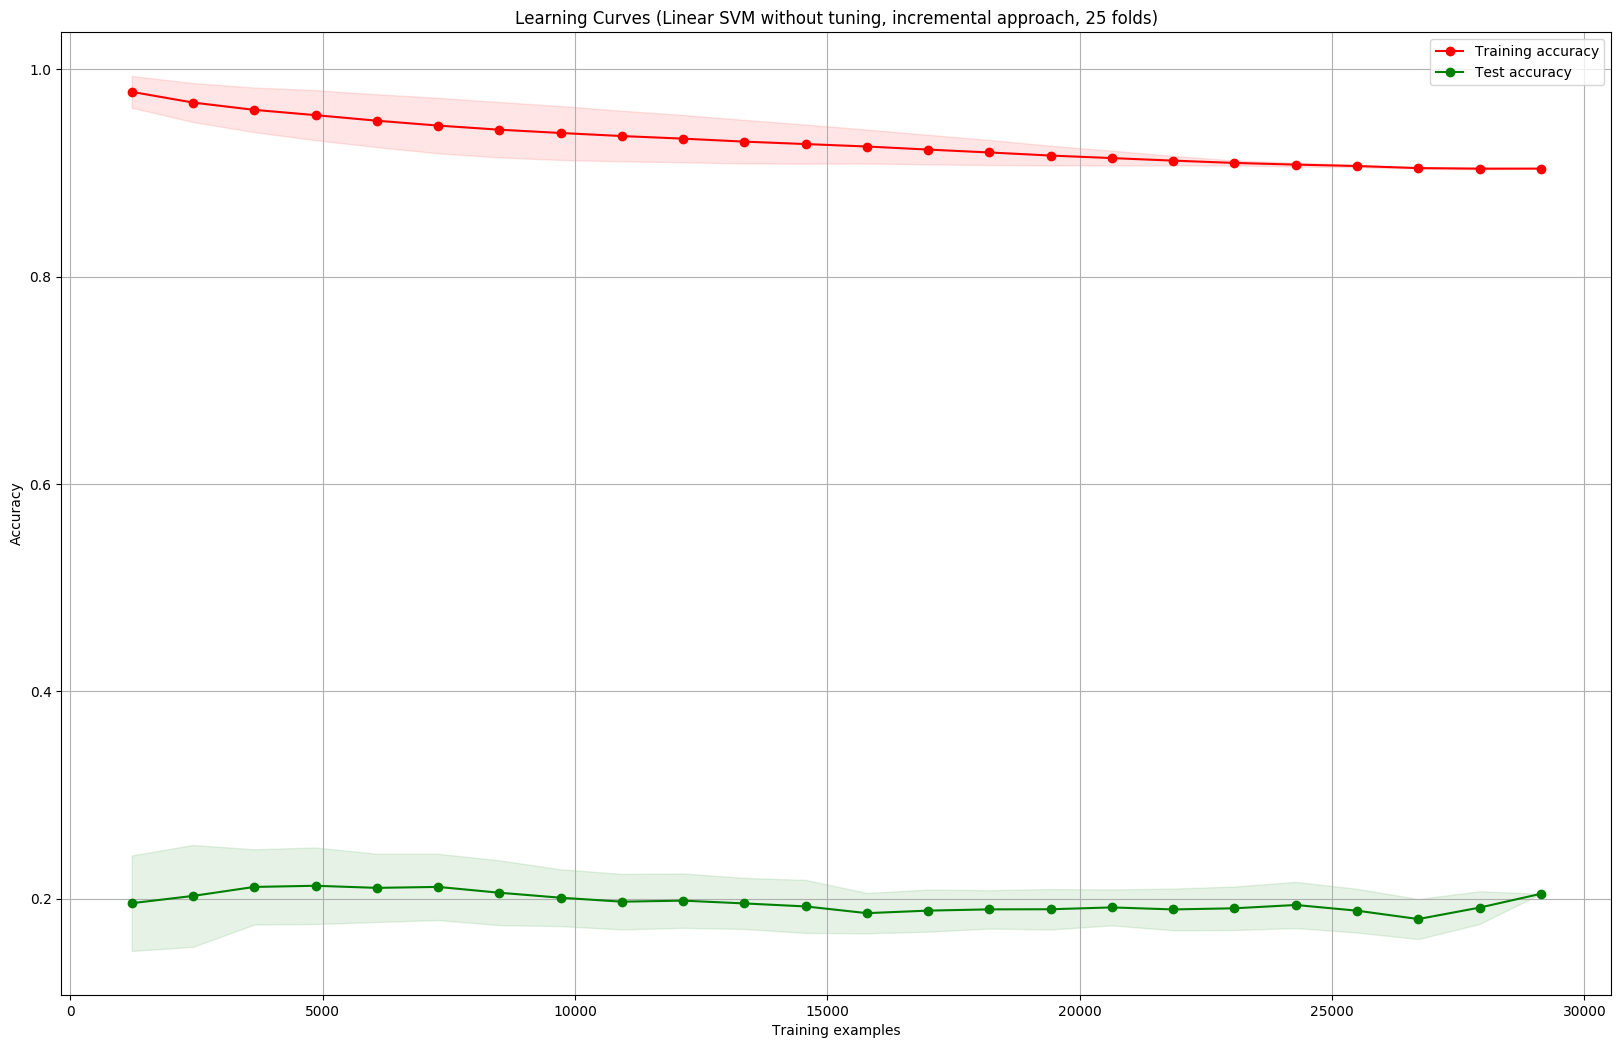 Learning Curves (Linear SVM without tuning, incremental approach, 25 folds)
Training accuracy
Test accuracy
1.0
0.8
0.6
0.4
0.2
Accuracy
0 5000 10000 15000 20000 25000 30000
Training examples